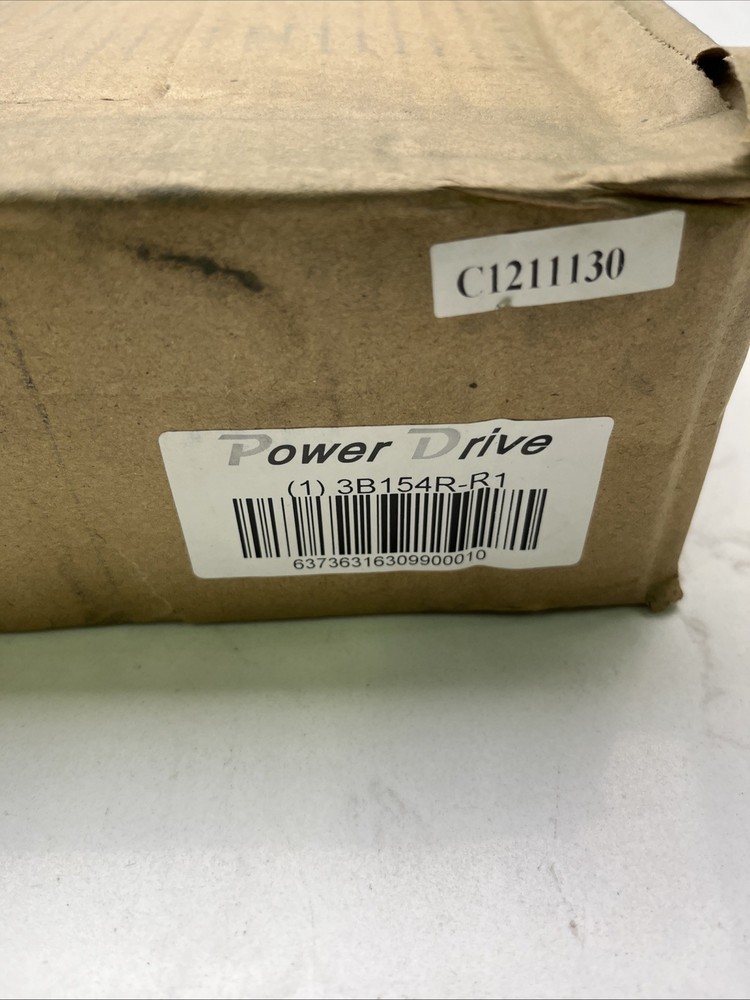 C1211130
Power Drive
(1) 3B154R-R1
63736316309900010